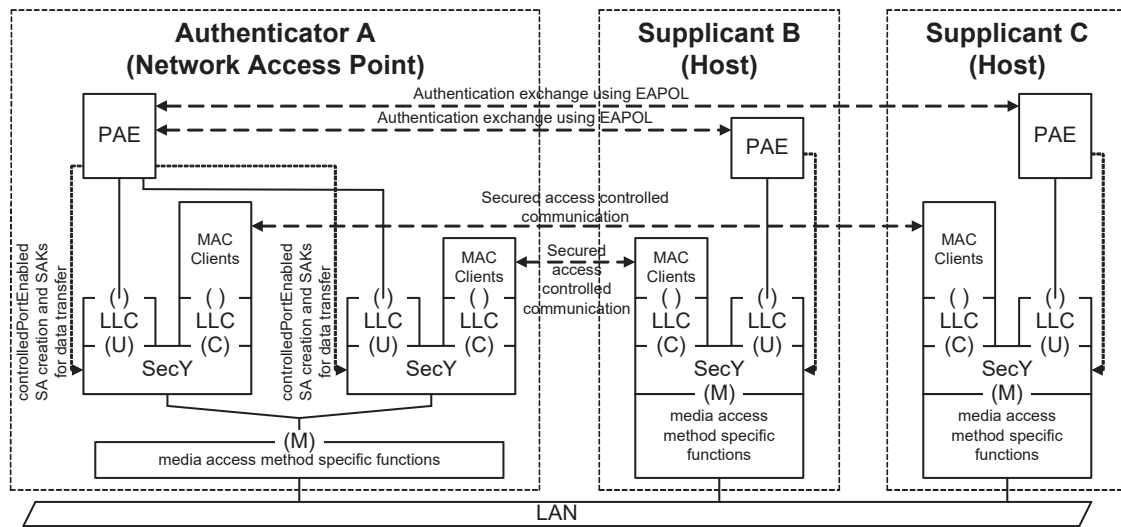 Authenticator A
(Network Access Point)
Supplicant B
(Host)
Supplicant C
(Host)
Authentication exchange using EAPOL
Authentication exchange using EAPOL
PAE
PAE
PAE
Secured access controlled
communication
Secured
access
controlled
communication
MAC
Clients
MAC
Clients
MAC
Clients
MAC
Clients
controlledPortEnabled
SA creation and SAKs
for data transfer
controlledPortEnabled
SA creation and SAKs
for data transfer
( )
LLC
(U)
( )
LLC
(C)
SecY
( )
LLC
(U)
( )
LLC
(C)
SecY
( )
LLC
(C)
( )
LLC
(U)
SecY
(M)
media access
method specific
functions
( )
LLC
(C)
( )
LLC
(U)
SecY
(M)
media access
method specific
functions
(M)
media access method specific functions
LAN